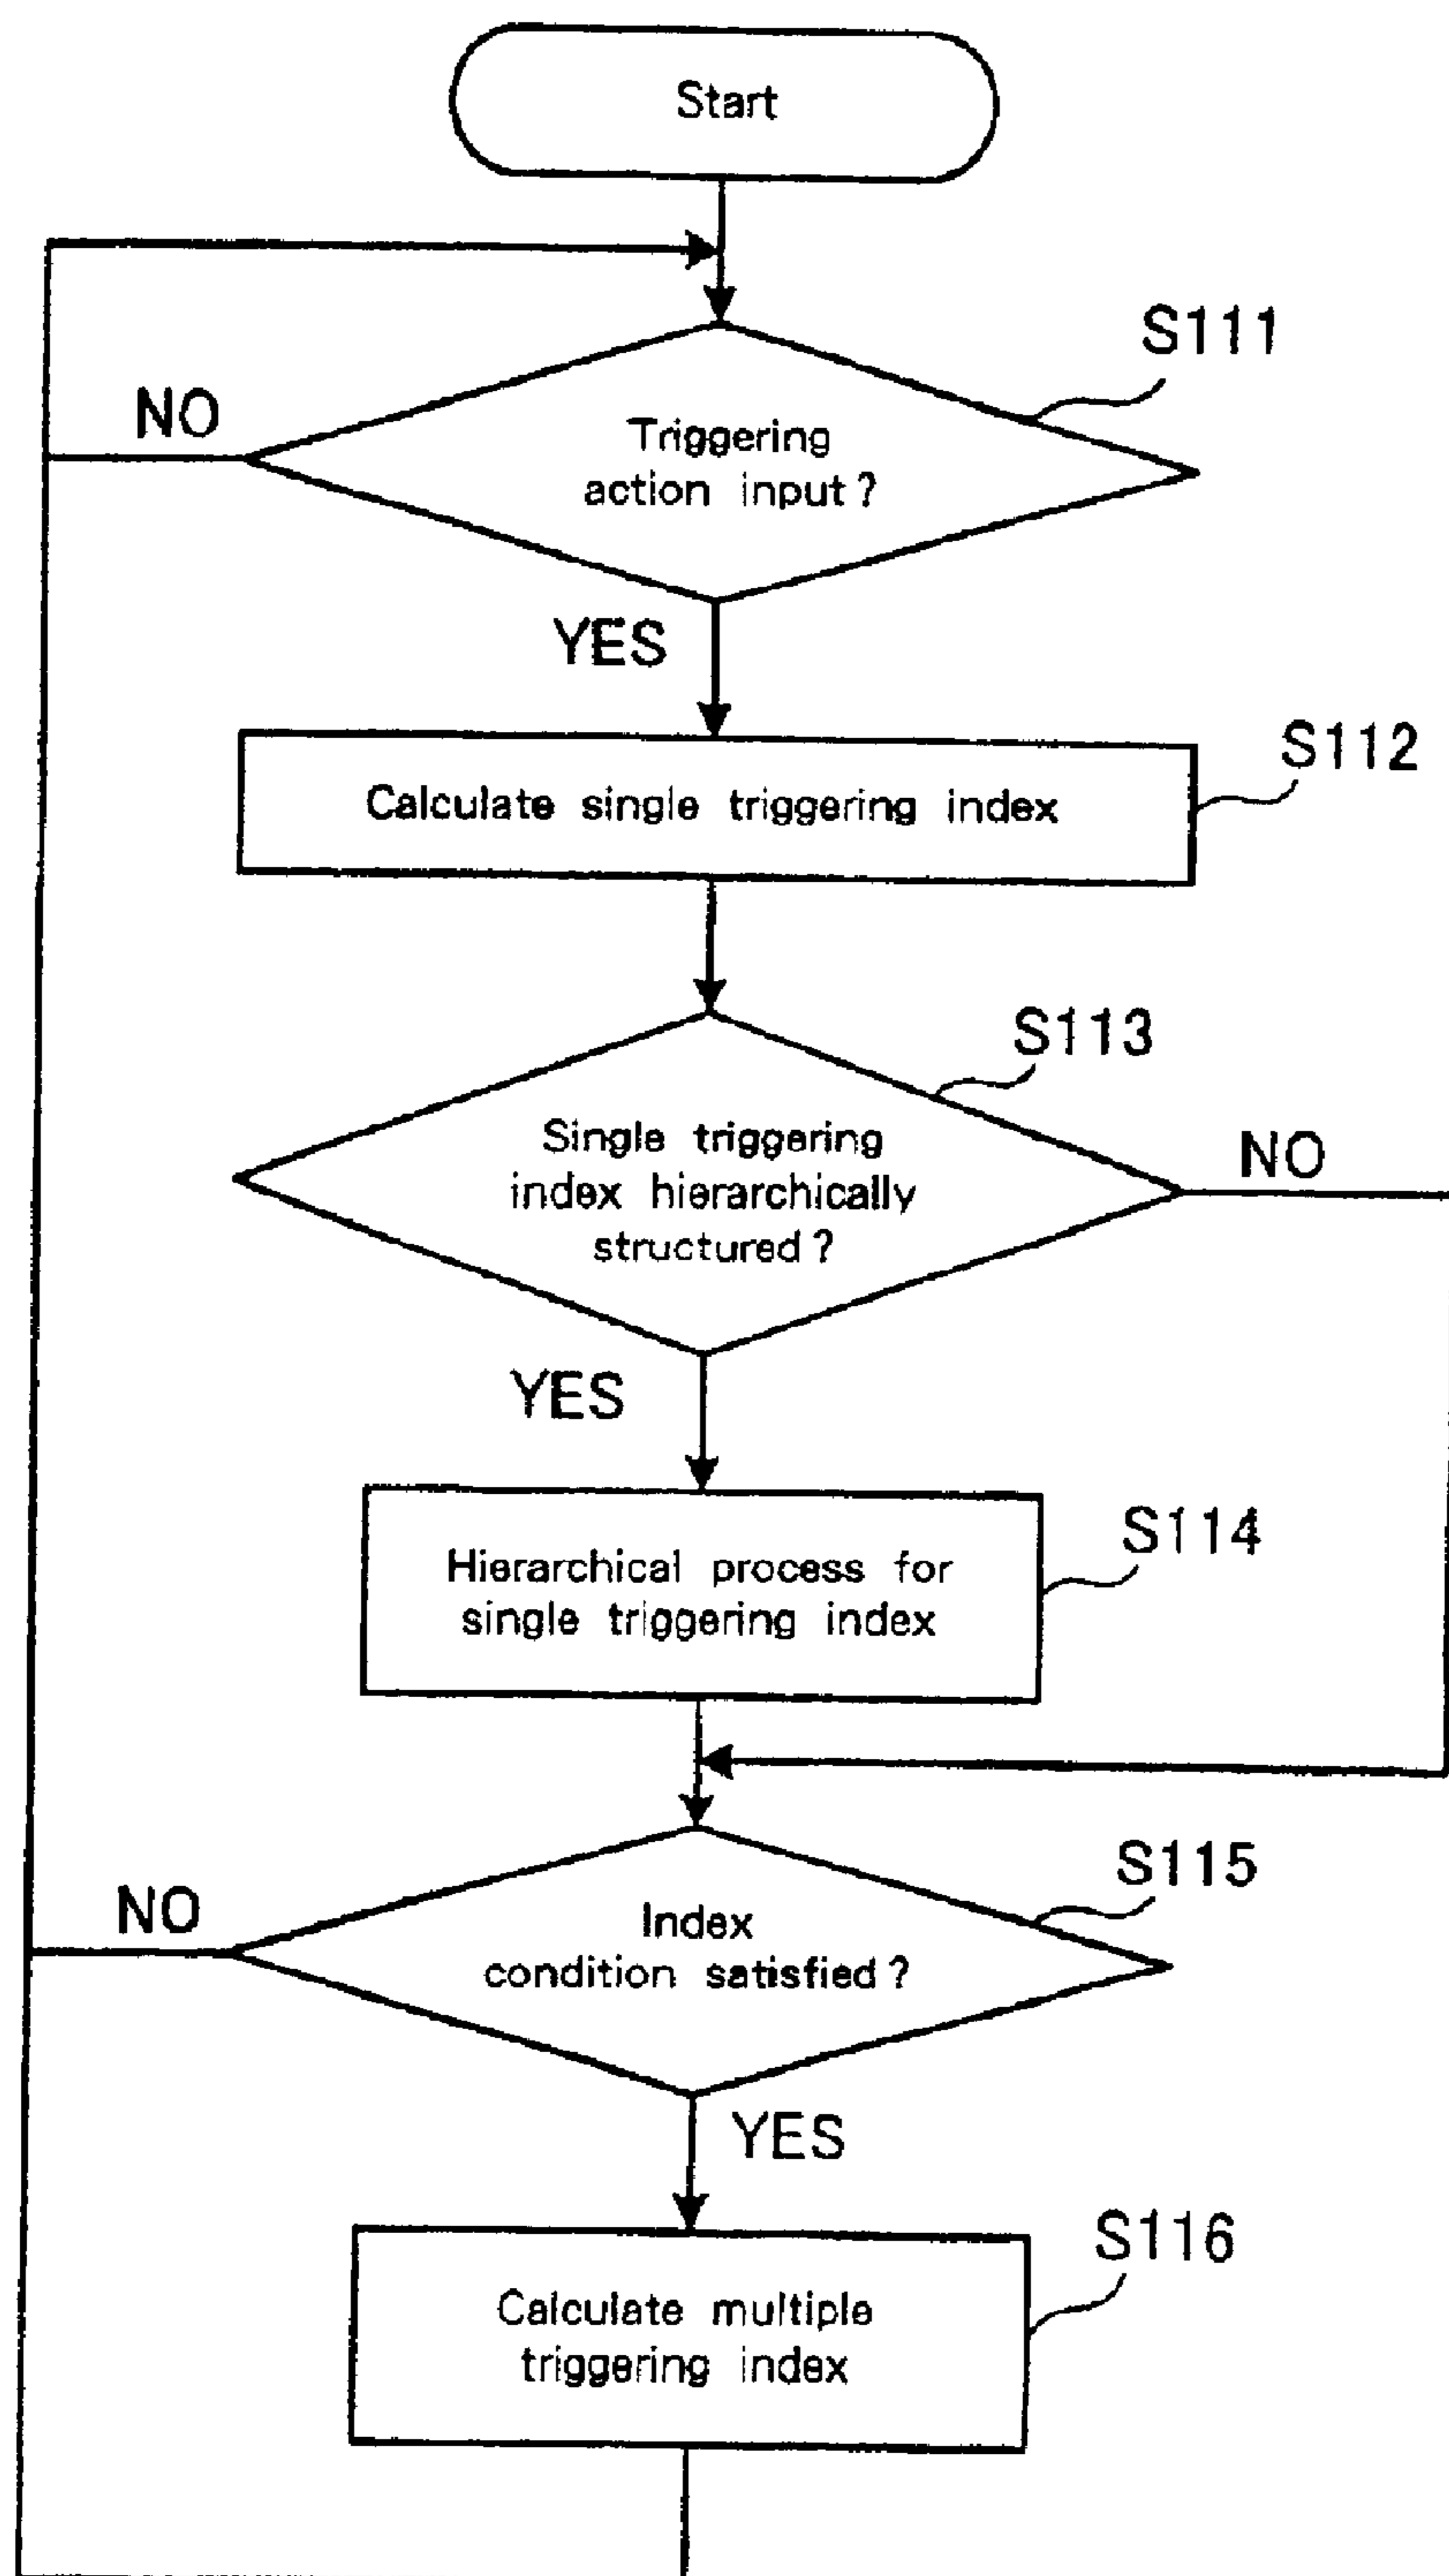 Start
S111
NO
Triggering
action input?
YES
S112
Calculate single triggering index
S113
Single triggering
index hierarchically
structured?
NO
YES
S114
Hierarchical process for
single triggering index
S115
NO
Index
condition satisfied?
YES
S116
Calculate multiple
triggering index